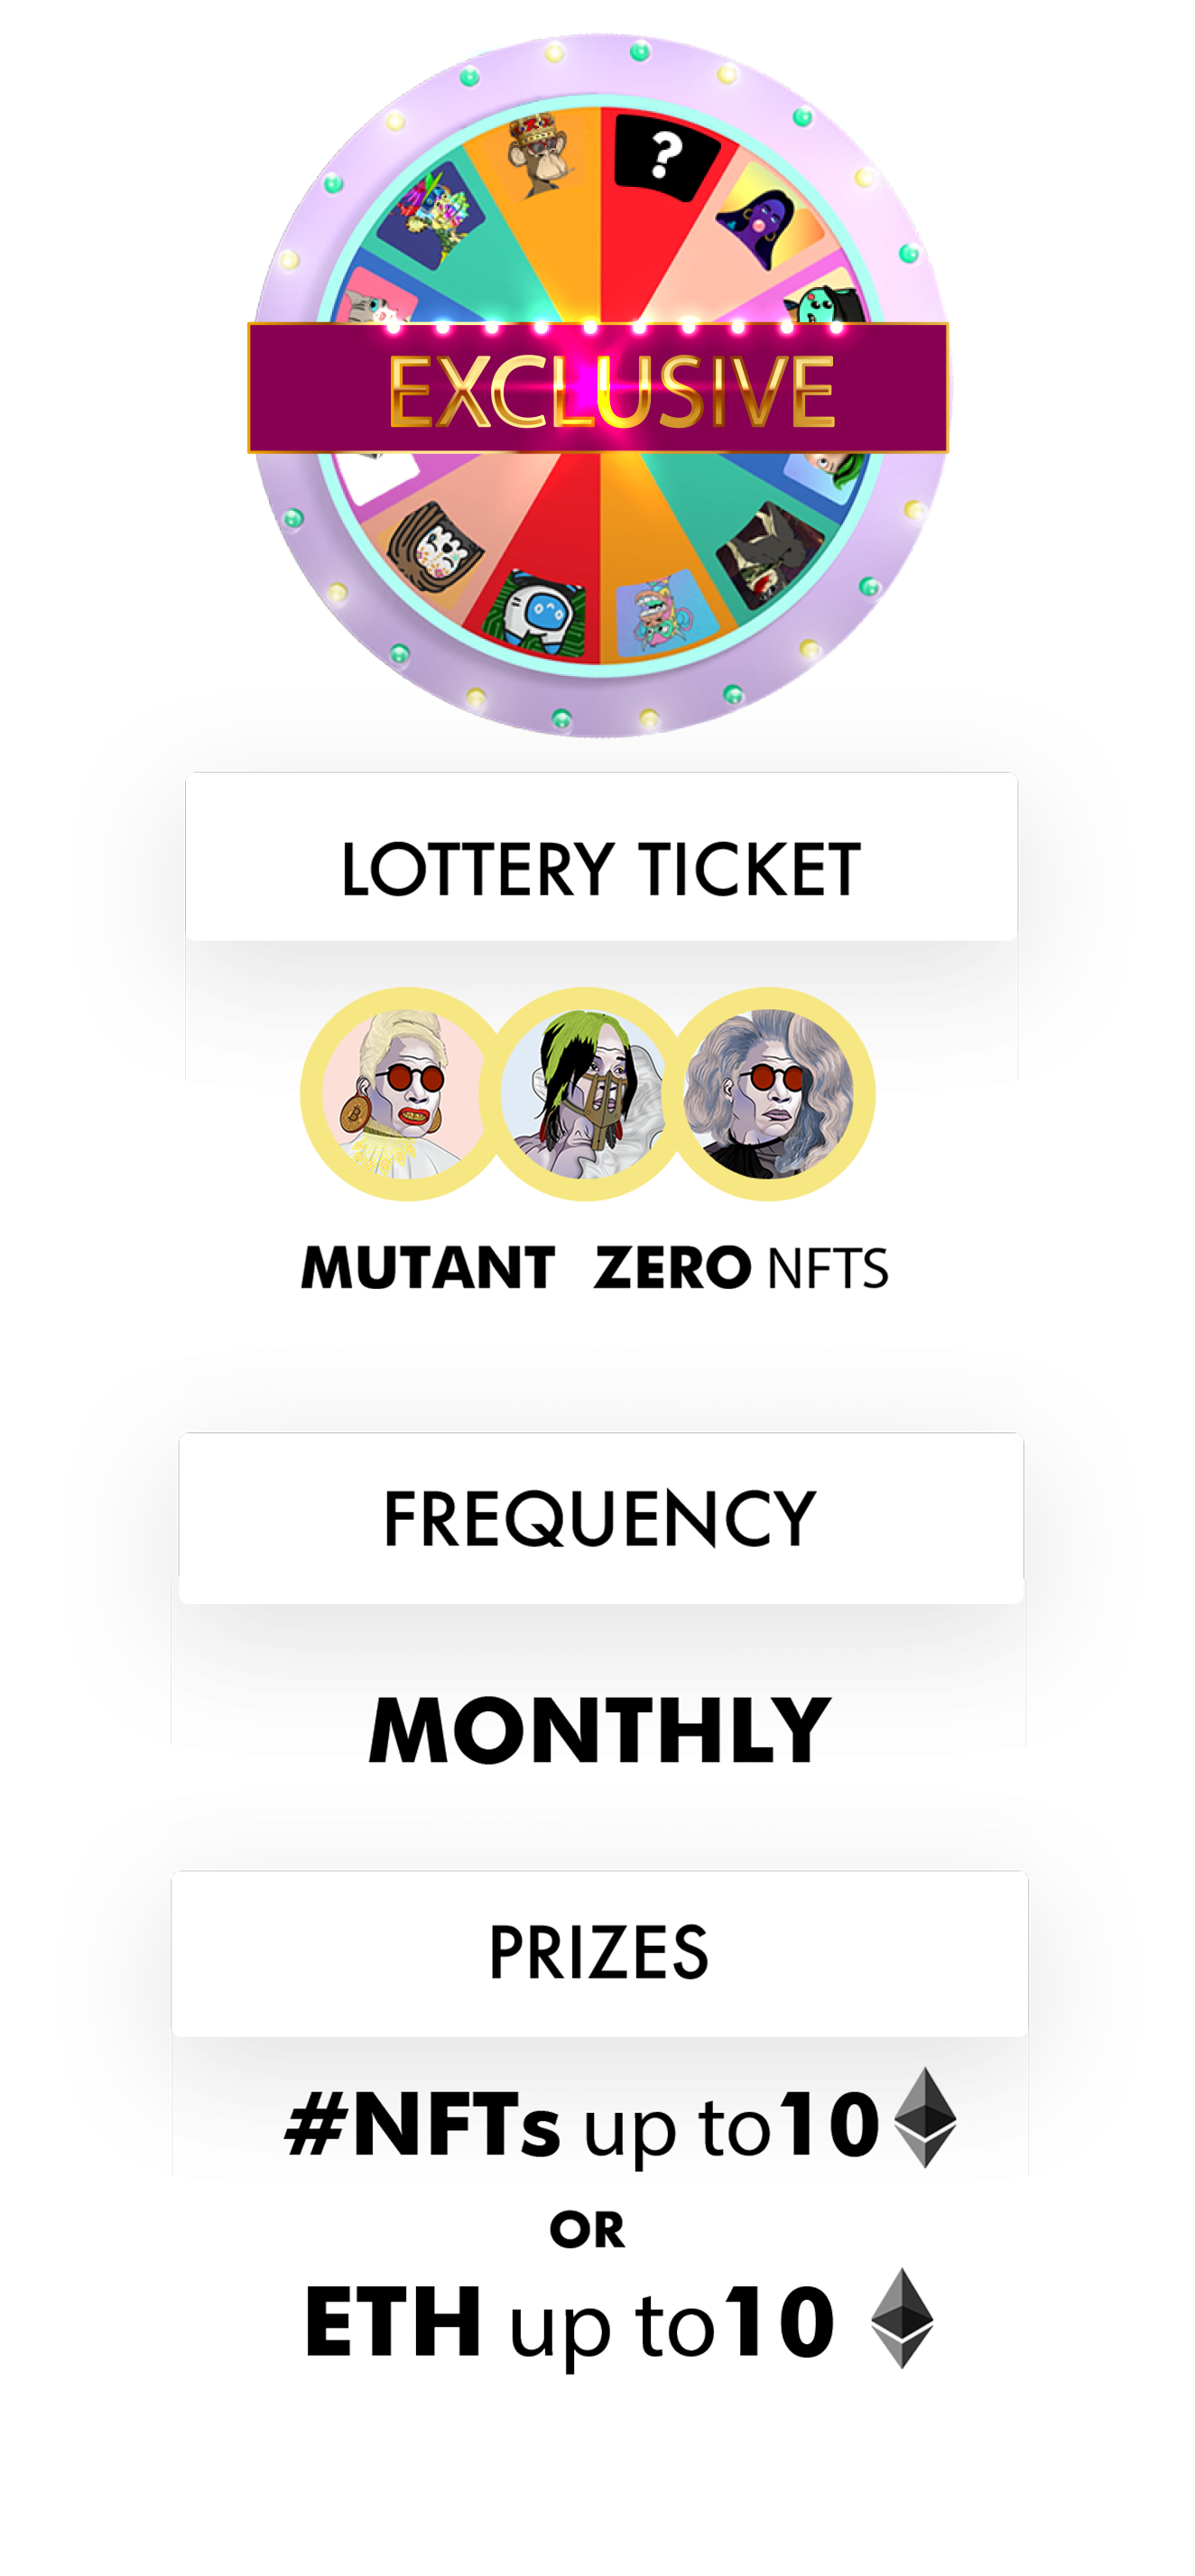 ?
EXCLUSIVE
LOTTERY TICKET
MUTANT ZERO NFTS
FREQUENCY
MONTHLY
PRIZES
#NFTs up to10
OR
ETH up to10